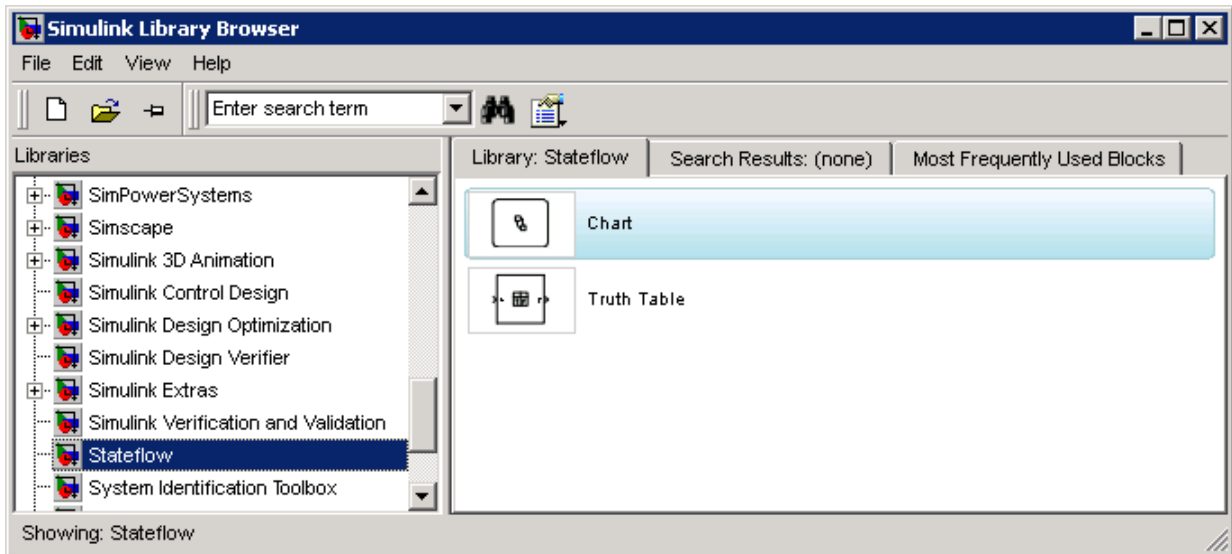 Simulink Library Browser
File Edit View Help
Enter search term
Libraries
SimPowerSystems
Simscape
Simulink 3D Animation
Simulink Control Design
Simulink Design Optimization
Simulink Design Verifier
Simulink Extras
Simulink Verification and Validation
Stateflow
System Identification Toolbox
Library: Stateflow
Search Results: (none)
Most Frequently Used Blocks
Chart
Truth Table
Showing: Stateflow